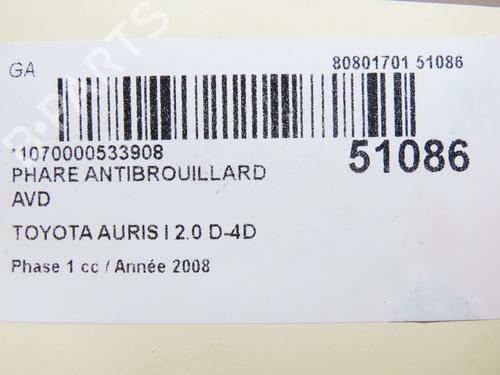 GA
80801701 51086
*1070000533908
51086
PHARE ANTIBROUILLARD
AVD
TOYOTA AURIS I 2.0 D-4D
Phase 1 cc / Année 2008